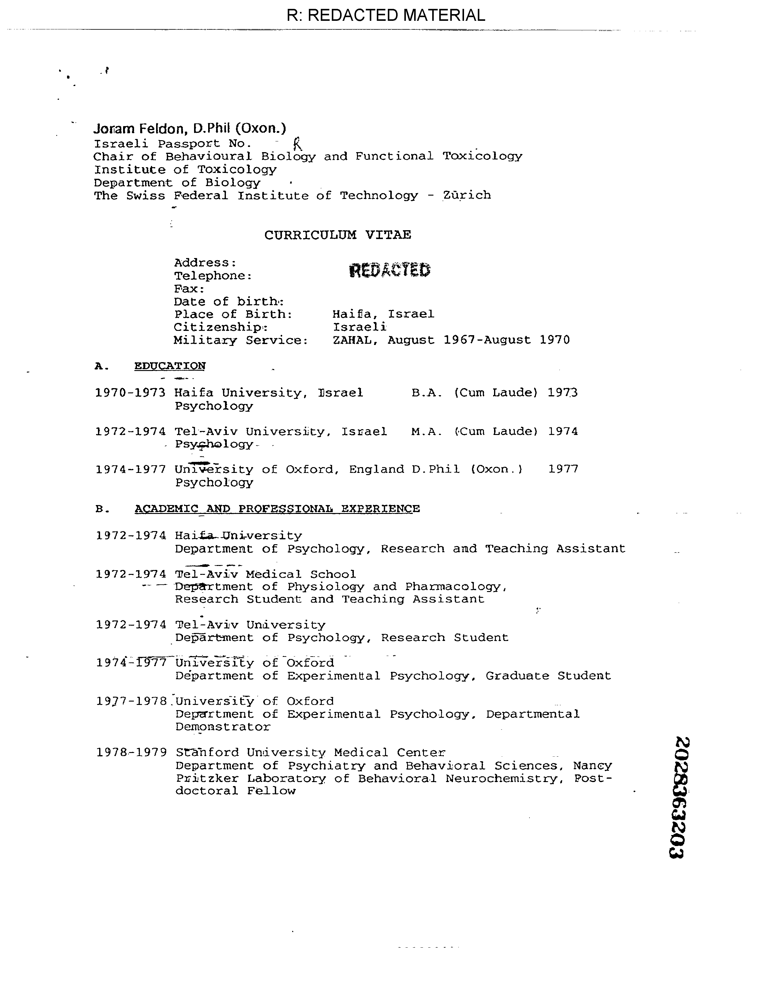 R: REDACTED MATERIAL
Joram Feldon, D.Phil (Oxon.)
Israeli Passport No. R
Chair of Behavioural Biology and Functional Toxicology
Institute of Toxicology
Department of Biology
The Swiss Federal Institute of Technology - Zürich
CURRICULUM VITAE
Address:
Telephone: REDACTED
Fax:
Date of birth:
Place of Birth: Haifa, Israel
Citizenship: Israeli
Military Service: ZAHAL, August 1967-August 1970
A. EDUCATION
1970-1973 Haifa University, Israel B.A. (Cum Laude) 1973
Psychology
1972-1974 Tel-Aviv University, Israel M.A. (Cum Laude) 1974
Psychology
1974-1977 University of Oxford, England D.Phil (Oxon.) 1977
Psychology
B. ACADEMIC AND PROFESSIONAL EXPERIENCE
1972-1974 Haifa University
Department of Psychology, Research and Teaching Assistant
1972-1974 Tel-Aviv Medical School
Department of Physiology and Pharmacology,
Research Student and Teaching Assistant
1972-1974 Tel-Aviv University
Department of Psychology, Research Student
1974-1977 University of Oxford
Department of Experimental Psychology, Graduate Student
1977-1978 University of Oxford
Department of Experimental Psychology, Departmental
Demonstrator
1978-1979 Stanford University Medical Center
Department of Psychiatry and Behavioral Sciences, Nancy
Pritzker Laboratory of Behavioral Neurochemistry, Post-
doctoral Fellow
2028363203